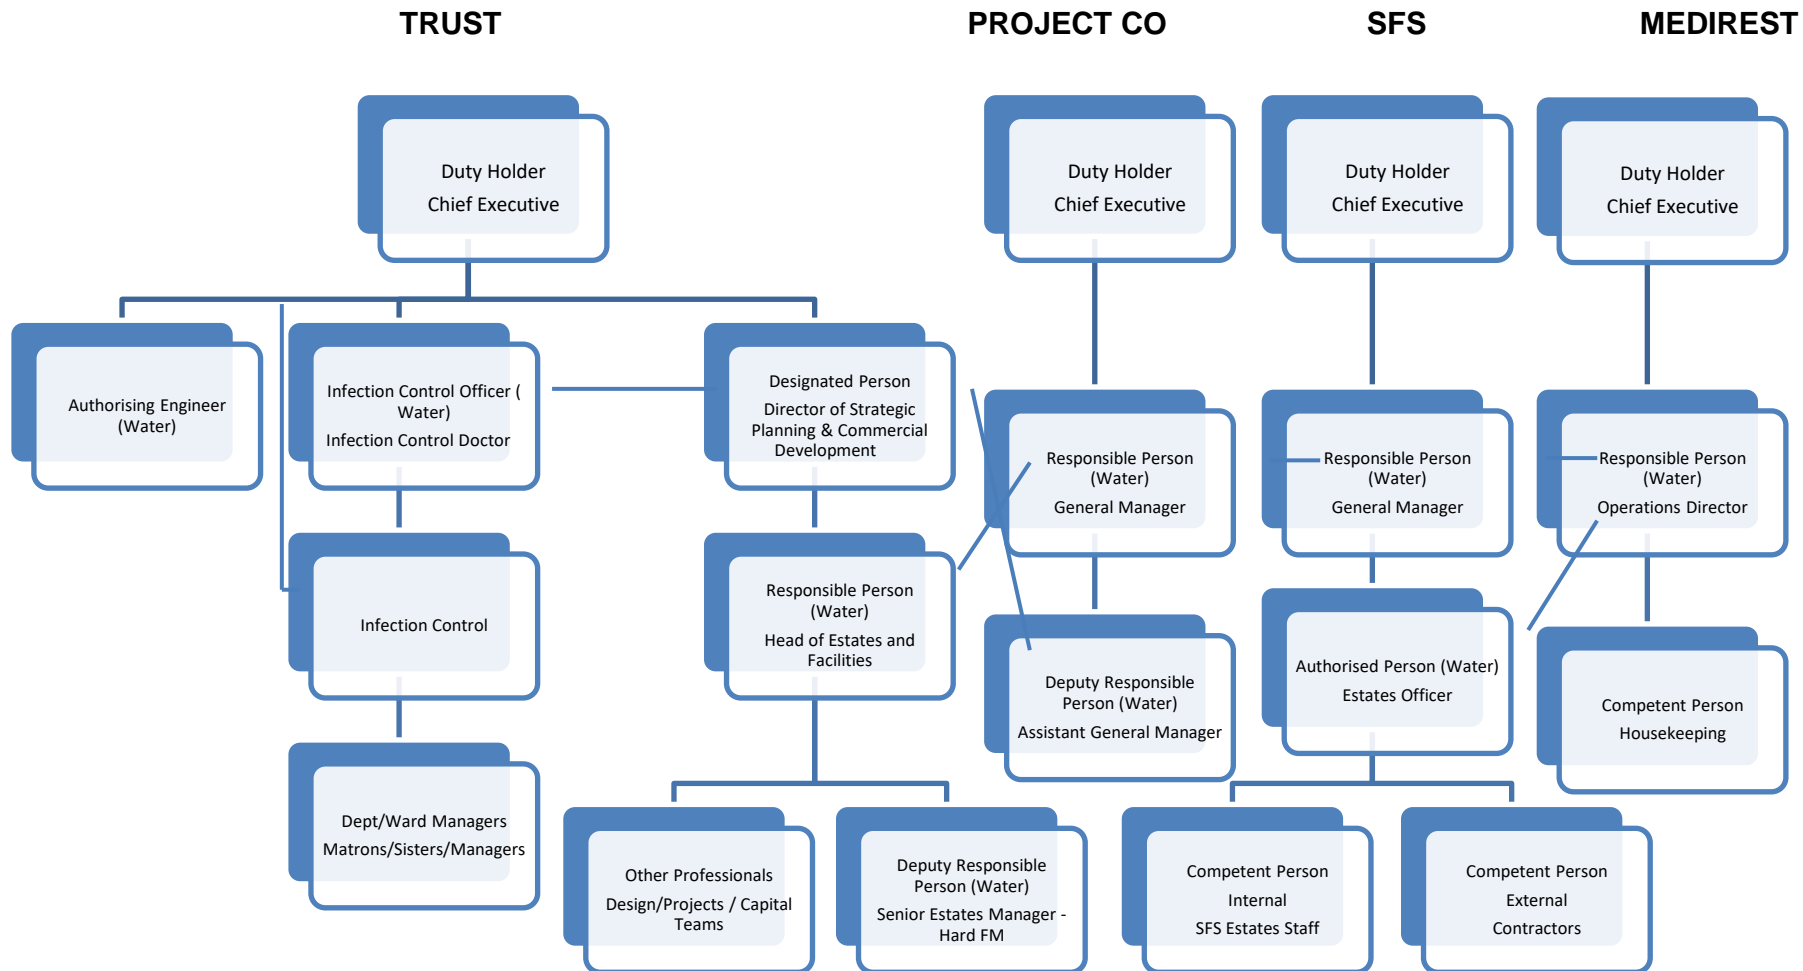 TRUST
PROJECT CO
SFS
MEDIREST
Duty Holder
Chief Executive
Duty Holder
Chief Executive
Duty Holder
Chief Executive
Duty Holder
Chief Executive
Authorising Engineer
(Water)
Infection Control Officer (
Water)
Infection Control Doctor
Designated Person
Director of Strategic
Planning & Commercial
Development
Responsible Person
(Water)
General Manager
Responsible Person
(Water)
General Manager
Responsible Person
(Water)
Operations Director
Infection Control
Responsible Person
(Water)
Head of Estates and
Facilities
Deputy Responsible
Person (Water)
Assistant General Manager
Authorised Person (Water)
Estates Officer
Competent Person
Housekeeping
Dept/Ward Managers
Matrons/Sisters/Managers
Other Professionals
Design/Projects / Capital
Teams
Deputy Responsible
Person (Water)
Senior Estates Manager -
Hard FM
Competent Person
Internal
SFS Estates Staff
Competent Person
External
Contractors